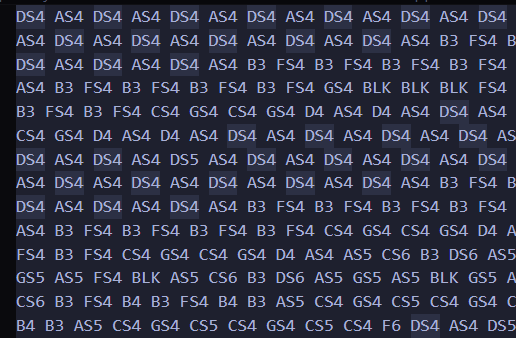 DS4 AS4 DS4 AS4 DS4 AS4 DS4 AS4 DS4 AS4 DS4 AS4 DS4
AS4 DS4 AS4 DS4 AS4 DS4 AS4 DS4 AS4 DS4 AS4 B3 FS4 B
DS4 AS4 DS4 AS4 DS4 AS4 B3 FS4 B3 FS4 B3 FS4 B3 FS4
AS4 B3 FS4 B3 FS4 B3 FS4 B3 FS4 GS4 BLK BLK BLK FS4
B3 FS4 B3 FS4 CS4 GS4 CS4 GS4 D4 AS4 D4 AS4 DS4 AS4
CS4 GS4 D4 AS4 D4 AS4 DS4 AS4 DS4 AS4 DS4 AS4 DS4 AS
DS4 AS4 DS4 AS4 DS5 AS4 DS4 AS4 DS4 AS4 DS4 AS4 DS4
AS4 DS4 AS4 DS4 AS4 DS4 AS4 DS4 AS4 DS4 AS4 B3 FS4 B
DS4 AS4 DS4 AS4 DS4 AS4 B3 FS4 B3 FS4 B3 FS4 B3 FS4
AS4 B3 FS4 B3 FS4 B3 FS4 B3 FS4 CS4 GS4 CS4 GS4 D4 A
FS4 B3 FS4 CS4 GS4 CS4 GS4 D4 AS4 AS5 CS6 B3 DS6 AS5
GS5 AS5 FS4 BLK AS5 CS6 B3 DS6 AS5 GS5 AS5 BLK GS5 A
CS6 B3 FS4 B4 B3 FS4 B4 B3 AS5 CS4 GS4 CS5 CS4 GS4 C
B4 B3 AS5 CS4 GS4 CS5 CS4 GS4 CS5 CS4 F6 DS4 AS4 DS5